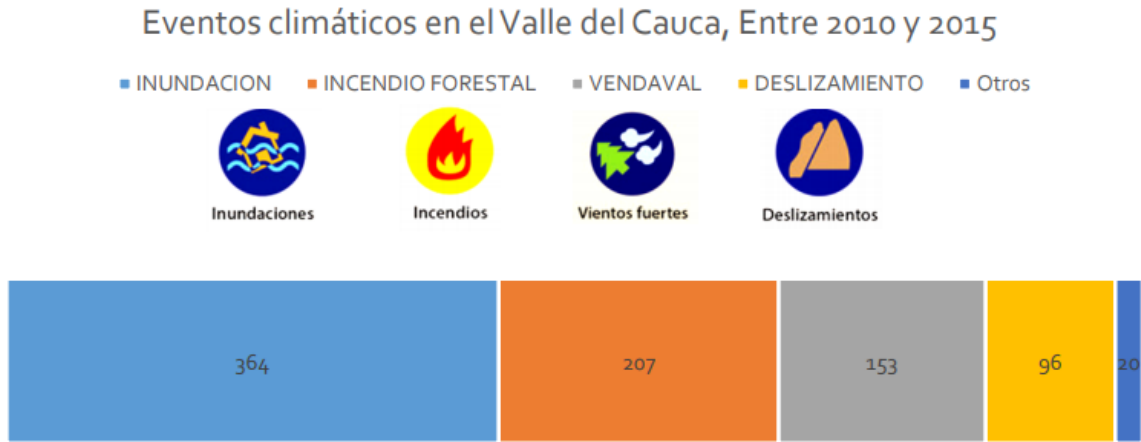 Eventos climáticos en el Valle del Cauca, Entre 2010 y 2015
INUNDACION INCENDIO FORESTAL VENDAVAL DESLIZAMIENTO Otros
Inundaciones Incendios Vientos fuertes Deslizamientos
364 207 153 96 20